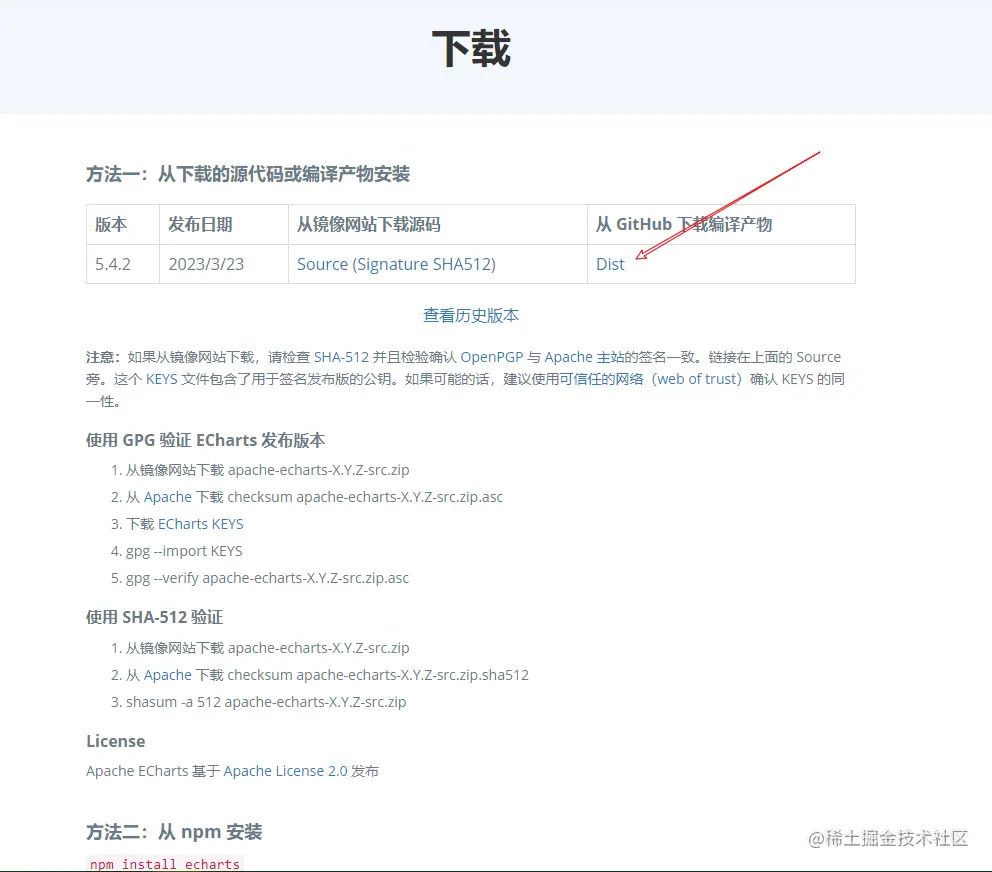 下载
方法一：从下载的源代码或编译产物安装
版本 发布日期 从镜像网站下载源码 从 GitHub 下载编译产物
5.4.2 2023/3/23 Source (Signature SHA512) Dist
查看历史版本
注意：如果从镜像网站下载，请检查 SHA-512 并且检验确认 OpenPGP 与 Apache 主站的签名一致。链接在上面的 Source
旁。这个 KEYS 文件包含了用于签名发布版的公钥。如果可能的话，建议使用可信任的网络（web of trust）确认 KEYS 的同
一性。
使用 GPG 验证 ECharts 发布版本
1. 从镜像网站下载 apache-echarts-X.Y.Z-src.zip
2. 从 Apache 下载 checksum apache-echarts-X.Y.Z-src.zip.asc
3. 下载 ECharts KEYS
4. gpg --import KEYS
5. gpg --verify apache-echarts-X.Y.Z-src.zip.asc
使用 SHA-512 验证
1. 从镜像网站下载 apache-echarts-X.Y.Z-src.zip
2. 从 Apache 下载 checksum apache-echarts-X.Y.Z-src.zip.sha512
3. shasum -a 512 apache-echarts-X.Y.Z-src.zip
License
Apache ECharts 基于 Apache License 2.0 发布
方法二：从 npm 安装
npm install echarts
@稀土掘金技术社区